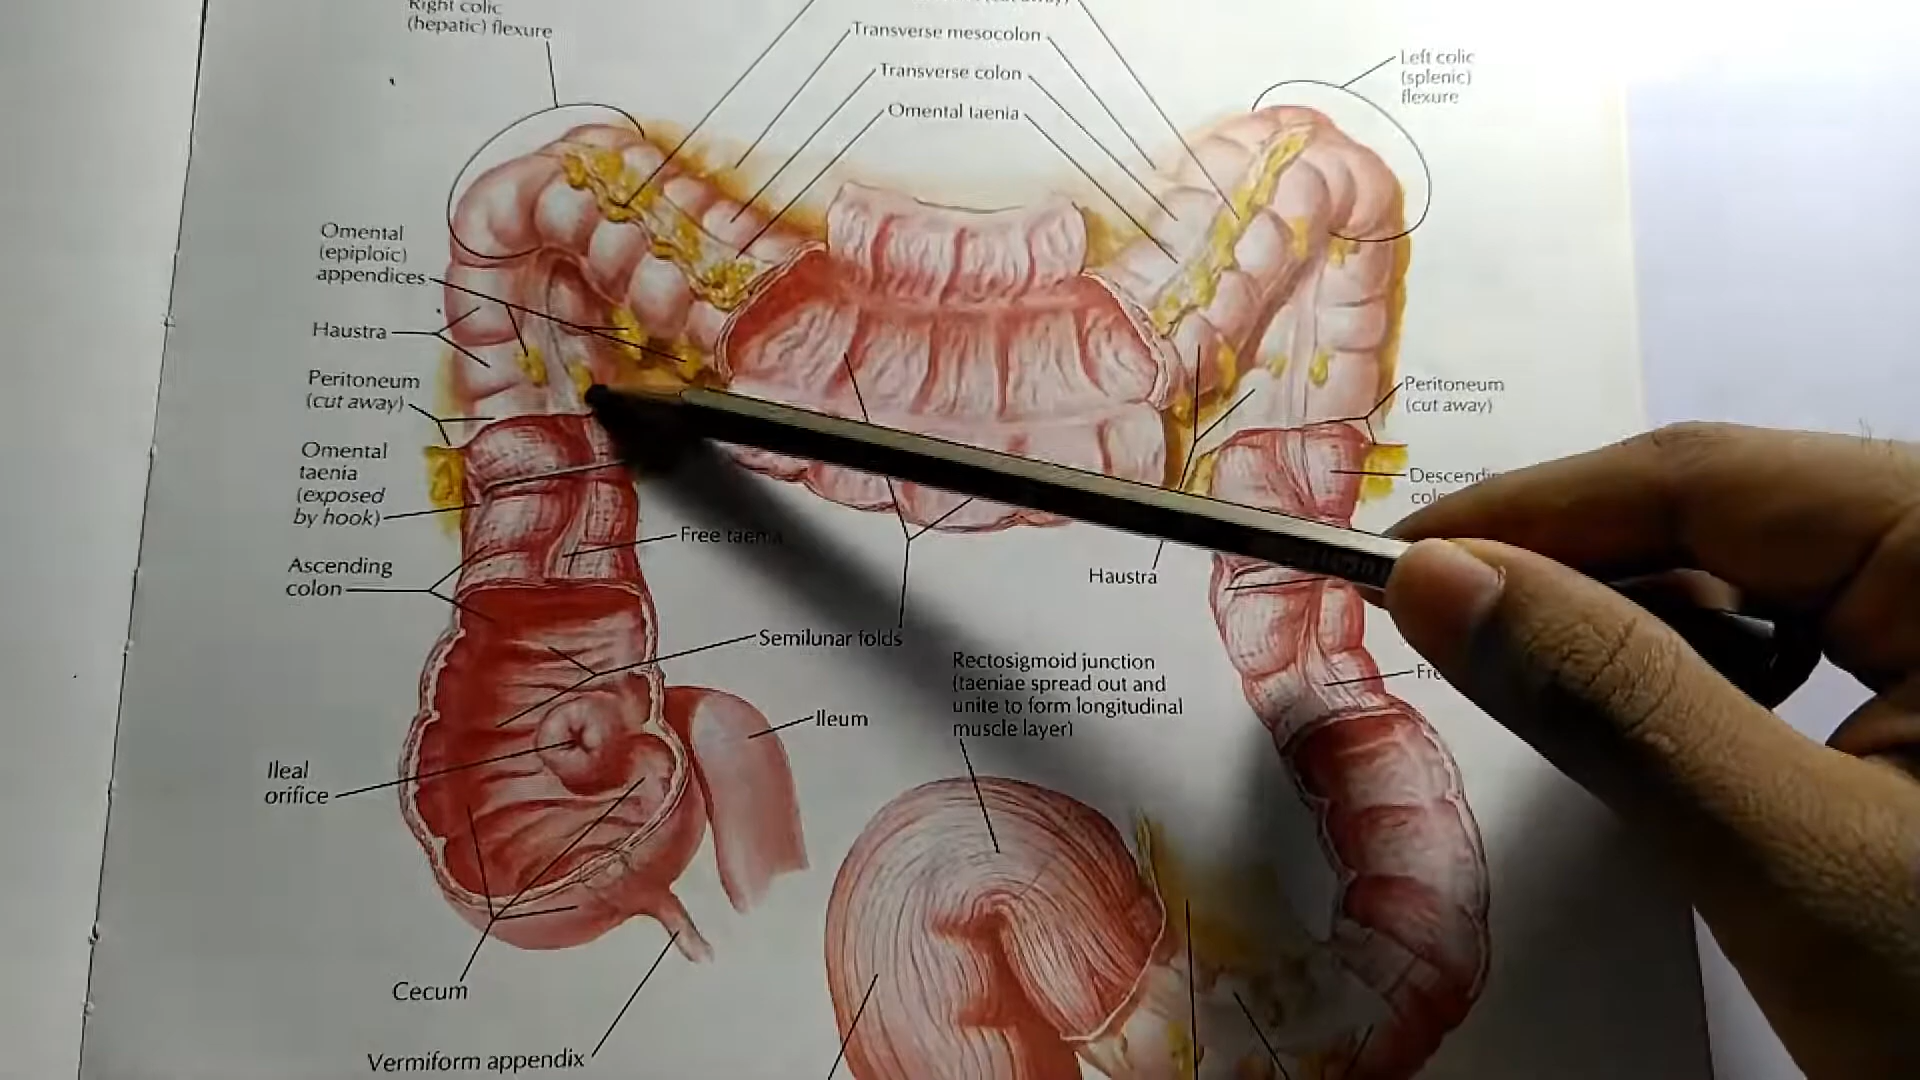 Right colic
(hepatic) flexure
Transverse mesocolon
Transverse colon
Omental taenia
Left colic
(splenic)
flexure
Omental
(epiploic)
appendices
Haustra
Peritoneum
(cut away)
Omental
taenia
(exposed
by hook)
Ascending
colon
Free
Semilunar folds
Haustra
Peritoneum
(cut away)
Rectosigmoid junction
(taeniae spread out and
unite to form longitudinal
muscle layer)
Ileum
Ileal
orifice
Cecum
Vermiform appendix